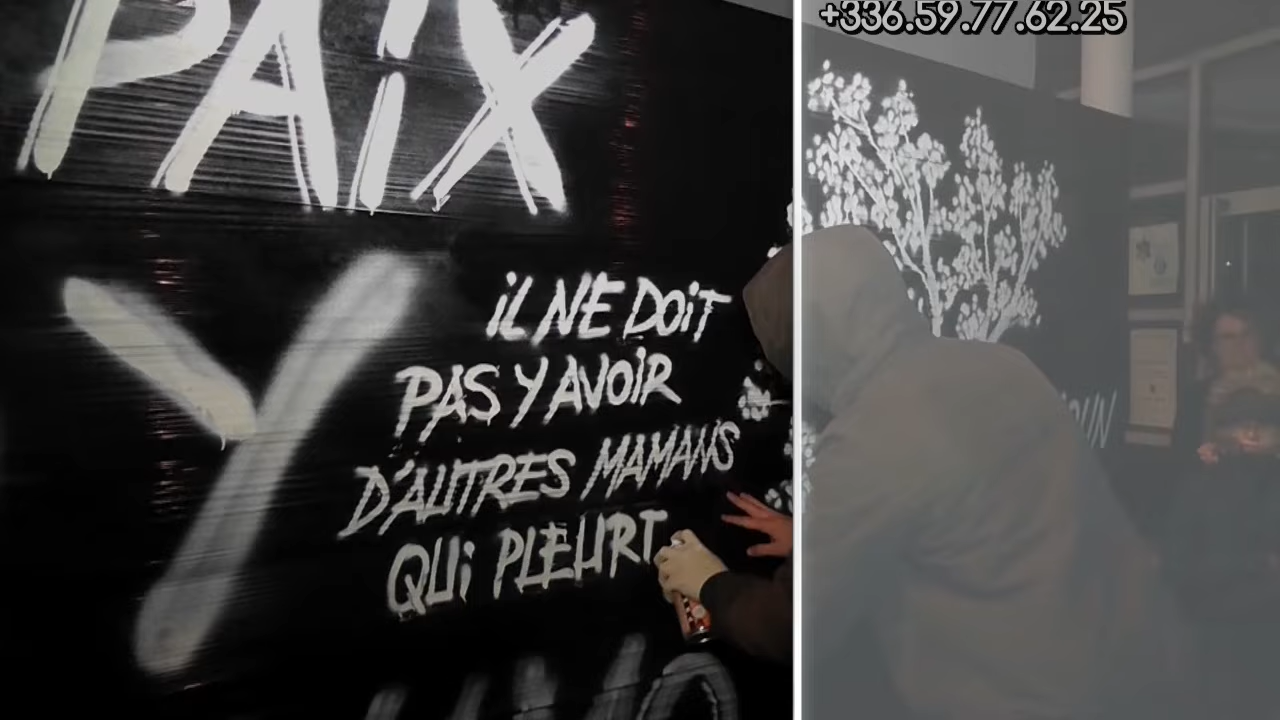 +336.59.77.62.25
PAiX
Y
iL NE DOiT
PAS Y AVOiR
D'AUTRES MAMANS
QUi PLEURT